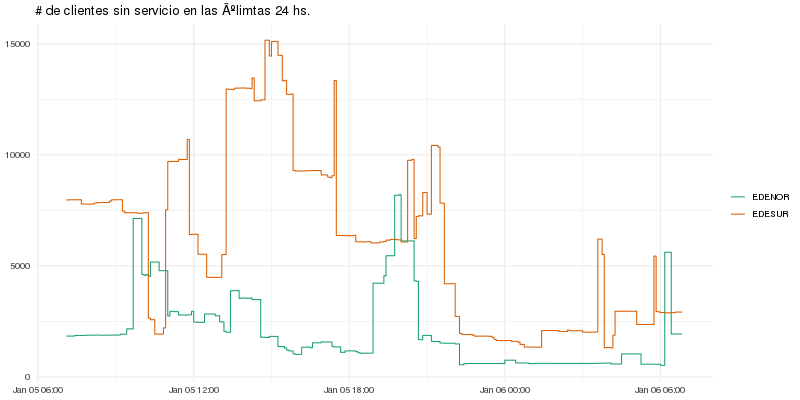 # de clientes sin servicio en las Ãºlimtas 24 hs.
15000
10000
5000
0
Jan 05 06:00 Jan 05 12:00 Jan 05 18:00 Jan 06 00:00 Jan 06 06:00
EDENOR
EDESUR